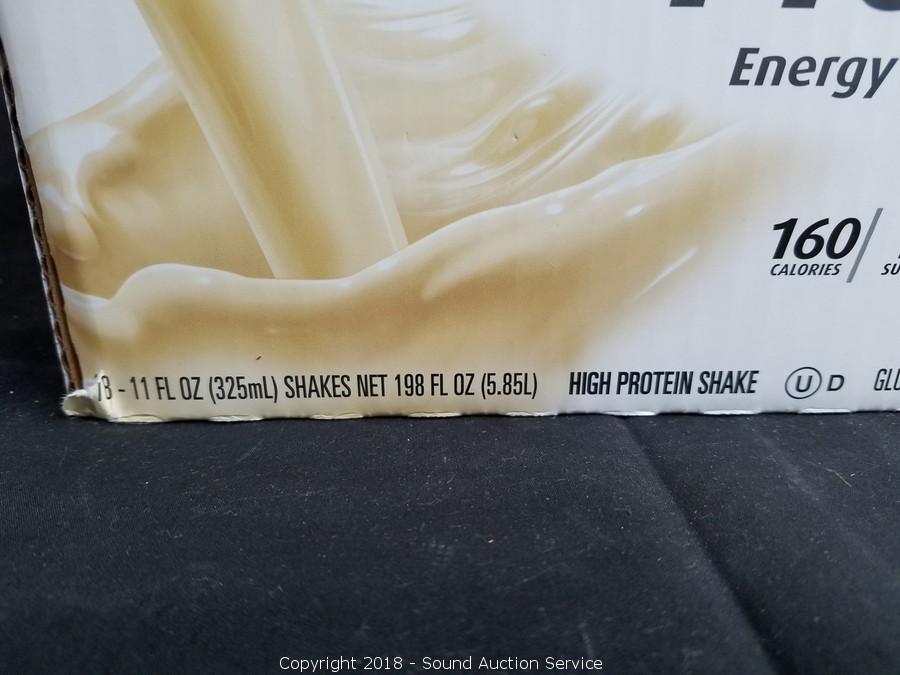 Energy
160
CALORIES
18 - 11 FL OZ (325mL) SHAKES NET 198 FL OZ (5.85L) HIGH PROTEIN SHAKE U D
Copyright 2018 - Sound Auction Service